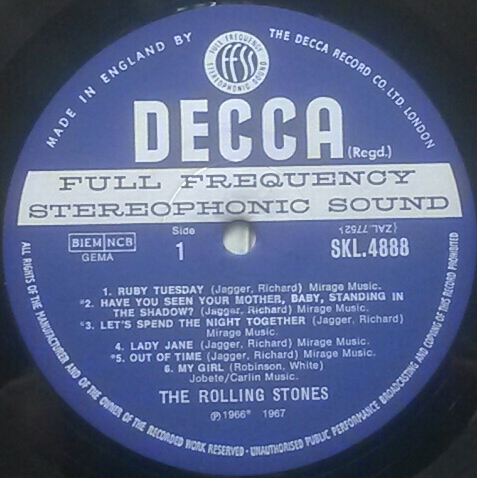 MADE IN ENGLAND BY
FULL FREQUENCY
FFSS
STEREOPHONIC SOUND
THE DECCA RECORD CO. LTD. LONDON
DECCA
(Regd.)
FULL FREQUENCY
STEREOPHONIC SOUND
BIEM NCB
GEMA
Side
1
(ZAL.7752)
SKL.4888
1. RUBY TUESDAY (Jagger, Richard) Mirage Music.
*2. HAVE YOU SEEN YOUR MOTHER, BABY, STANDING IN
THE SHADOW? (Jagger, Richard) Mirage Music.
*3. LET'S SPEND THE NIGHT TOGETHER (Jagger, Richard)
Mirage Music.
4. LADY JANE (Jagger, Richard) Mirage Music.
*5. OUT OF TIME (Jagger, Richard) Mirage Music.
6. MY GIRL (Robinson, White)
Jobete/Carlin Music.
THE ROLLING STONES
℗ 1966* 1967
ALL RIGHTS OF THE MANUFACTURER AND OF THE OWNER OF THE RECORDED WORK RESERVED · UNAUTHORISED PUBLIC PERFORMANCE BROADCASTING AND COPYING OF THIS RECORD PROHIBITED